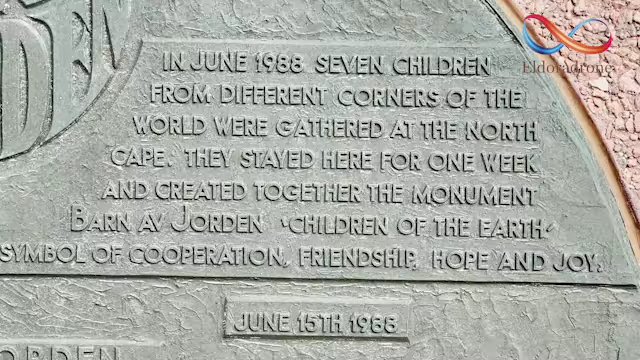 Eldoradrone
IN JUNE 1988 SEVEN CHILDREN
FROM DIFFERENT CORNERS OF THE
WORLD WERE GATHERED AT THE NORTH
CAPE. THEY STAYED HERE FOR ONE WEEK
AND CREATED TOGETHER THE MONUMENT
BARN AV JORDEN "CHILDREN OF THE EARTH"
SYMBOL OF COOPERATION, FRIENDSHIP, HOPE AND JOY.
JUNE 15TH 1988